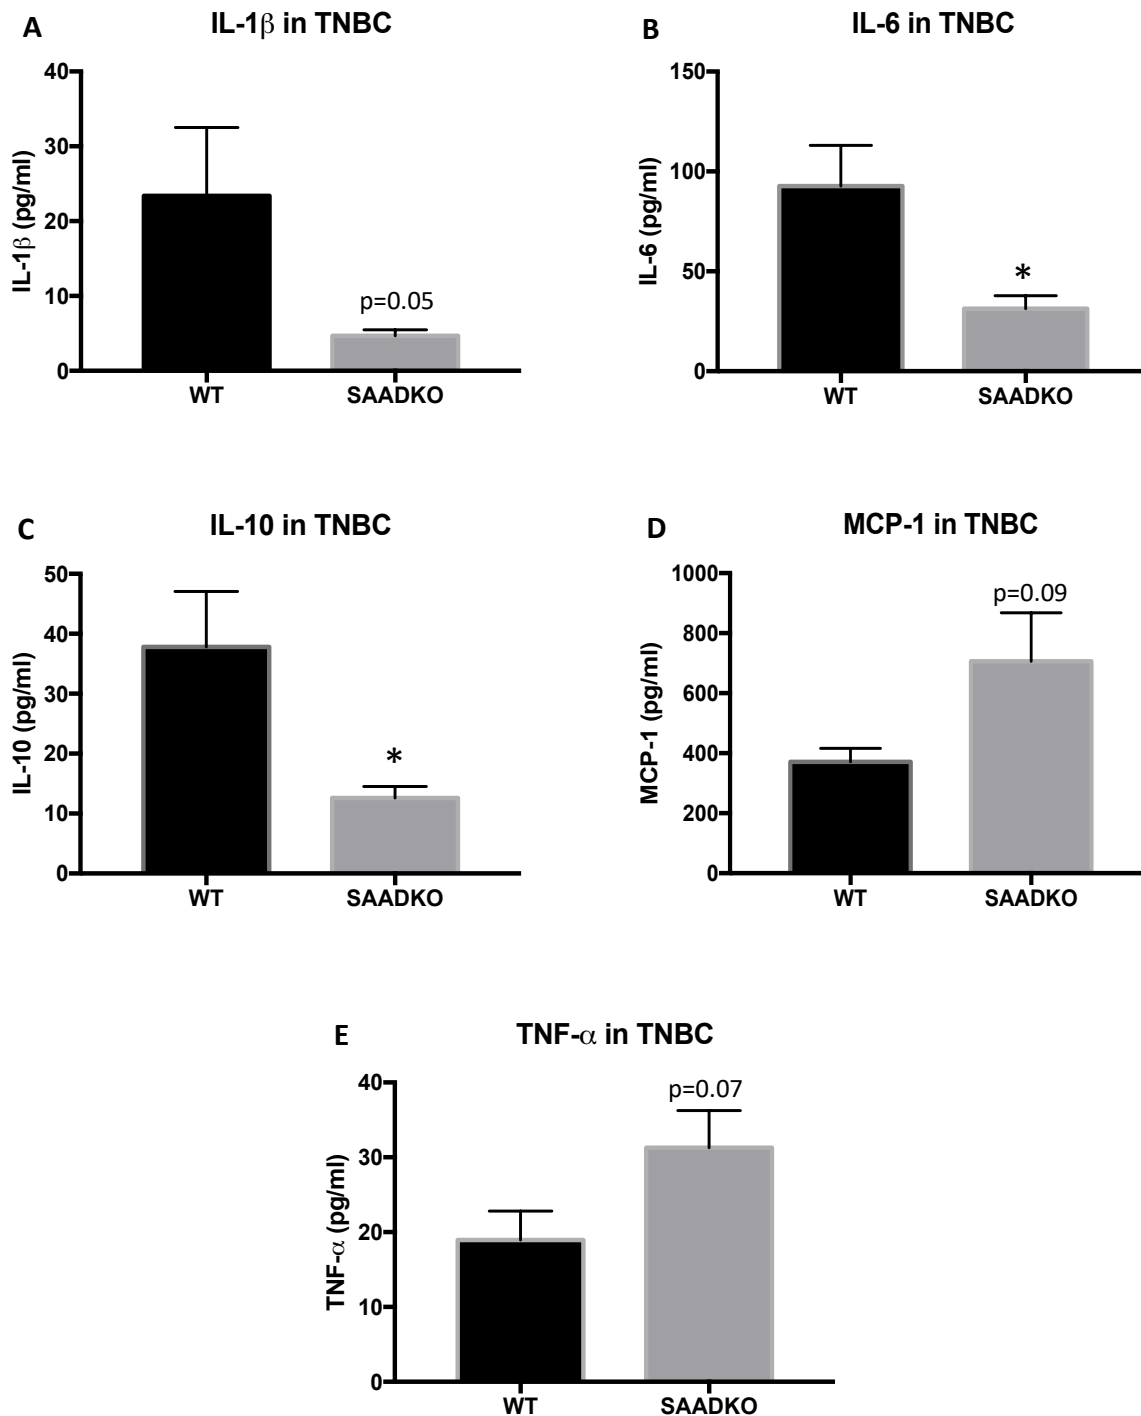 A
IL-1β in TNBC
IL-1β (pg/ml)
40
30
20
10
0
p=0.05
WT
SAADKO
B
IL-6 in TNBC
IL-6 (pg/ml)
150
100
50
0
*
WT
SAADKO
C
IL-10 in TNBC
IL-10 (pg/ml)
50
40
30
20
10
0
*
WT
SAADKO
D
MCP-1 in TNBC
MCP-1 (pg/ml)
1000
800
600
400
200
0
p=0.09
WT
SAADKO
E
TNF-α in TNBC
TNF-α (pg/ml)
40
30
20
10
0
p=0.07
WT
SAADKO